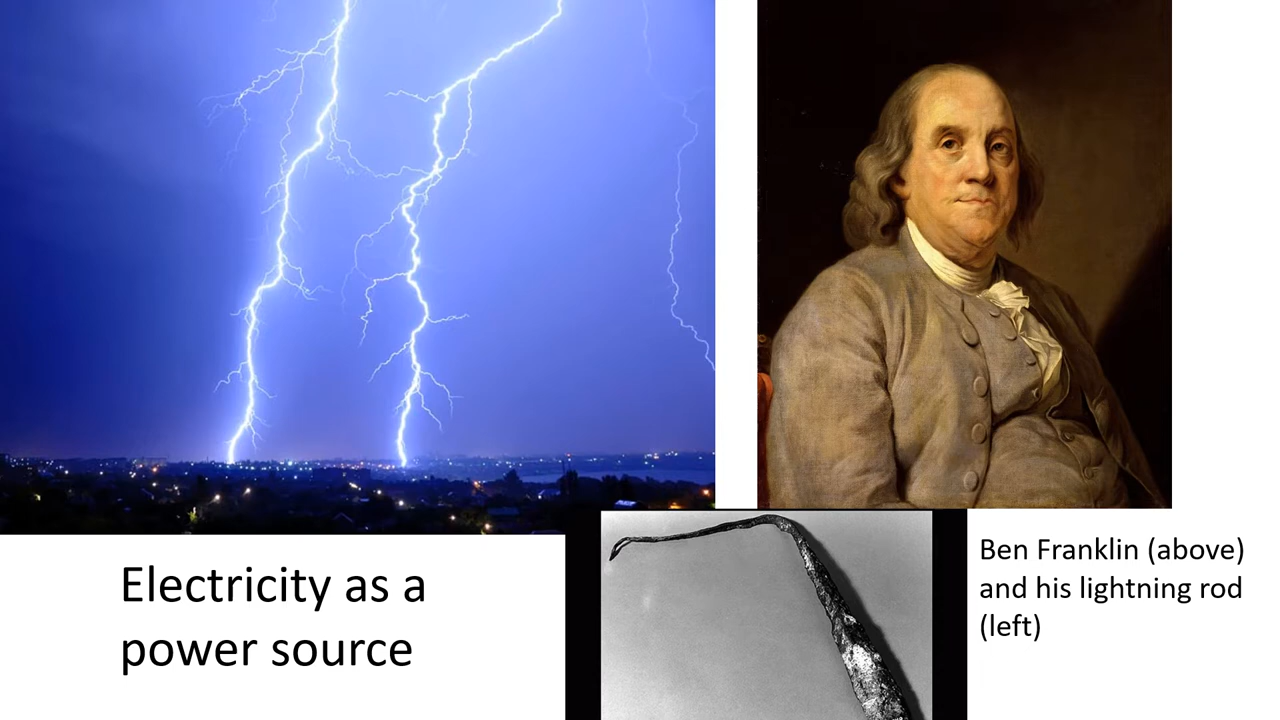 Electricity as a
power source
Ben Franklin (above)
and his lightning rod
(left)